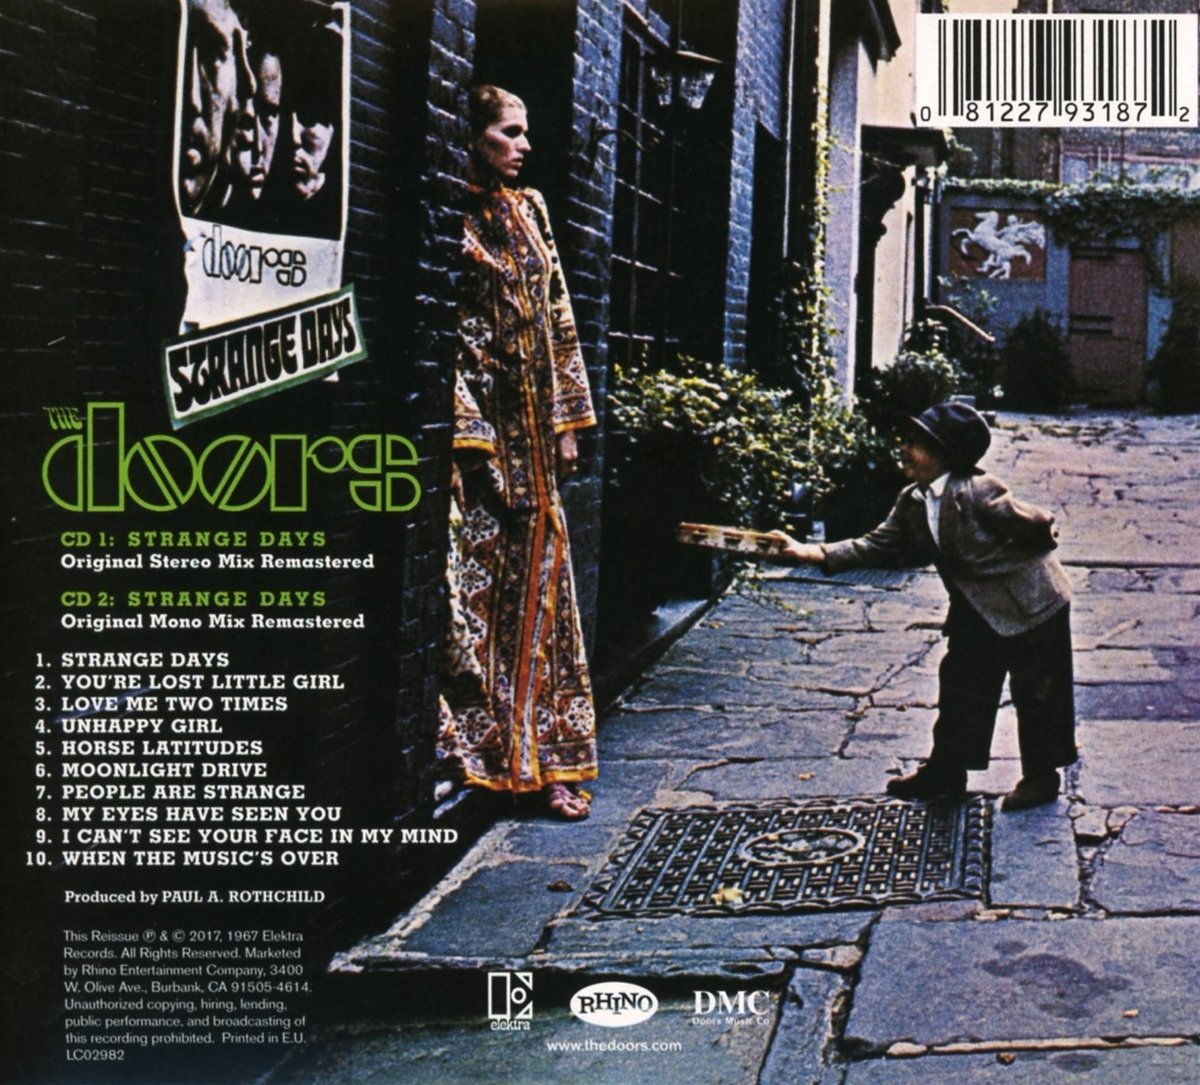 0 81227 93187 2
doors
STRANGE DAYS
THE
doors
CD 1: STRANGE DAYS
Original Stereo Mix Remastered
CD 2: STRANGE DAYS
Original Mono Mix Remastered
1. STRANGE DAYS
2. YOU'RE LOST LITTLE GIRL
3. LOVE ME TWO TIMES
4. UNHAPPY GIRL
5. HORSE LATITUDES
6. MOONLIGHT DRIVE
7. PEOPLE ARE STRANGE
8. MY EYES HAVE SEEN YOU
9. I CAN'T SEE YOUR FACE IN MY MIND
10. WHEN THE MUSIC'S OVER
Produced by PAUL A. ROTHCHILD
This Reissue ℗ & © 2017, 1967 Elektra
Records. All Rights Reserved. Marketed
by Rhino Entertainment Company, 3400
W. Olive Ave., Burbank, CA 91505-4614.
Unauthorized copying, hiring, lending,
public performance, and broadcasting of
this recording prohibited. Printed in E.U.
LC02982
elektra
RHINO
DMC
Doors Music Co
www.thedoors.com